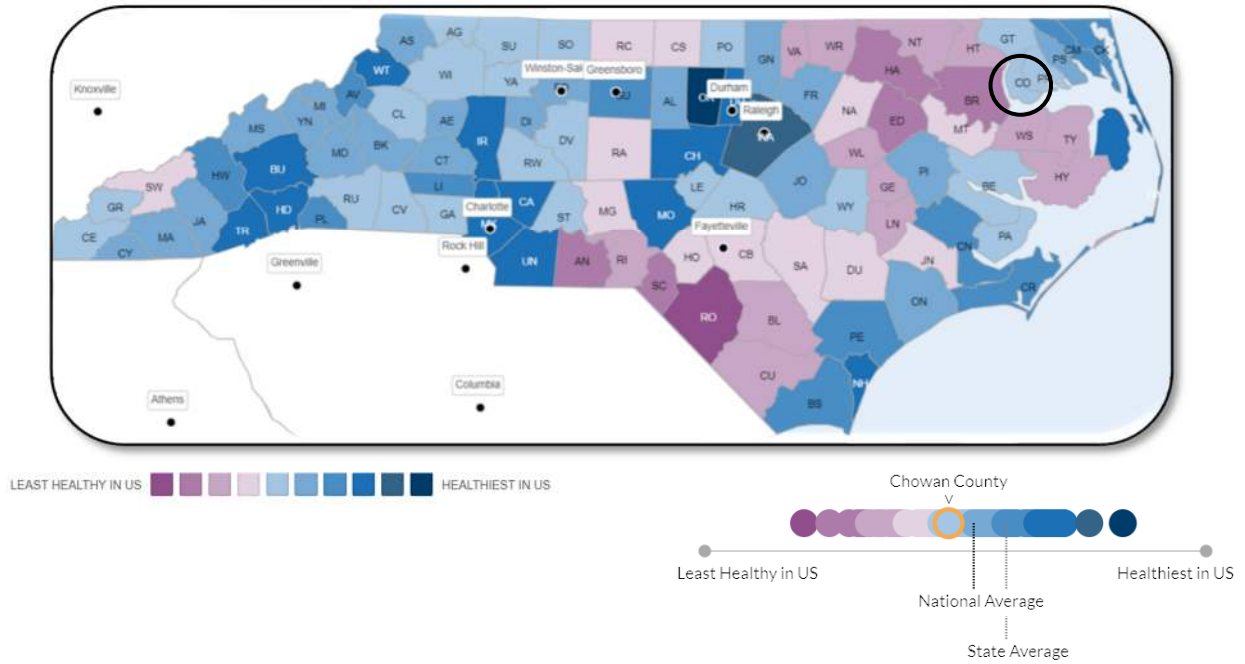 AS
AG
SU
SO
RC
CS
PO
GN
VA
WR
NT
HT
GT
CM
CK
PS
WT
WI
YA
Winston-Sal
Greensboro
GU
AL
Durham
HA
CD
Knoxville
AV
MI
YN
CL
AE
DI
Raleigh
FR
NA
BR
MS
MD
BK
CT
IR
DV
RW
RA
CH
WL
ED
MT
WS
TY
SW
HW
BU
LI
CA
LE
JO
PI
GE
HY
GR
JA
HD
PL
RU
CV
GA
Charlotte
ST
MG
MO
HR
WY
BE
CE
CY
MA
TR
Rock Hill
Fayetteville
LN
CN
PA
Greenville
UN
AN
RI
HO
CB
SA
DU
JN
SC
CR
RO
BL
ON
PE
Athens
Columbia
CU
BS
NH
LEAST HEALTHY IN US
HEALTHIEST IN US
Chowan County
Least Healthy in US
Healthiest in US
National Average
State Average